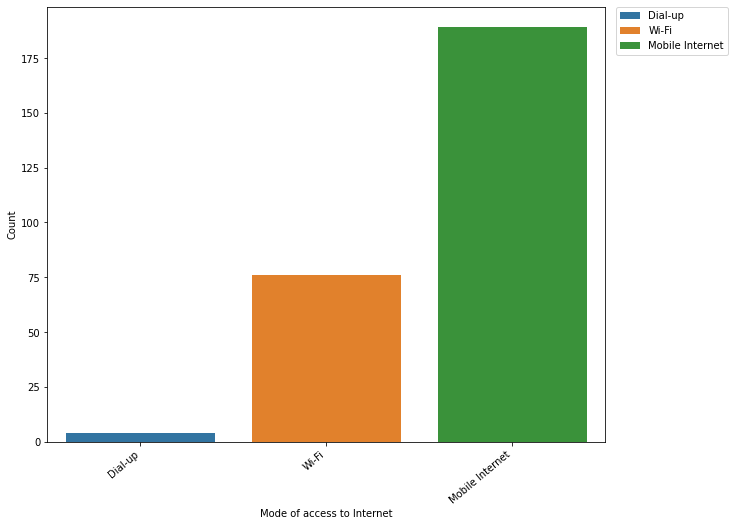 Dial-up
Wi-Fi
Mobile Internet
175
150
125
100
75
50
25
0
Count
Dial-up
Wi-Fi
Mobile Internet
Mode of access to Internet